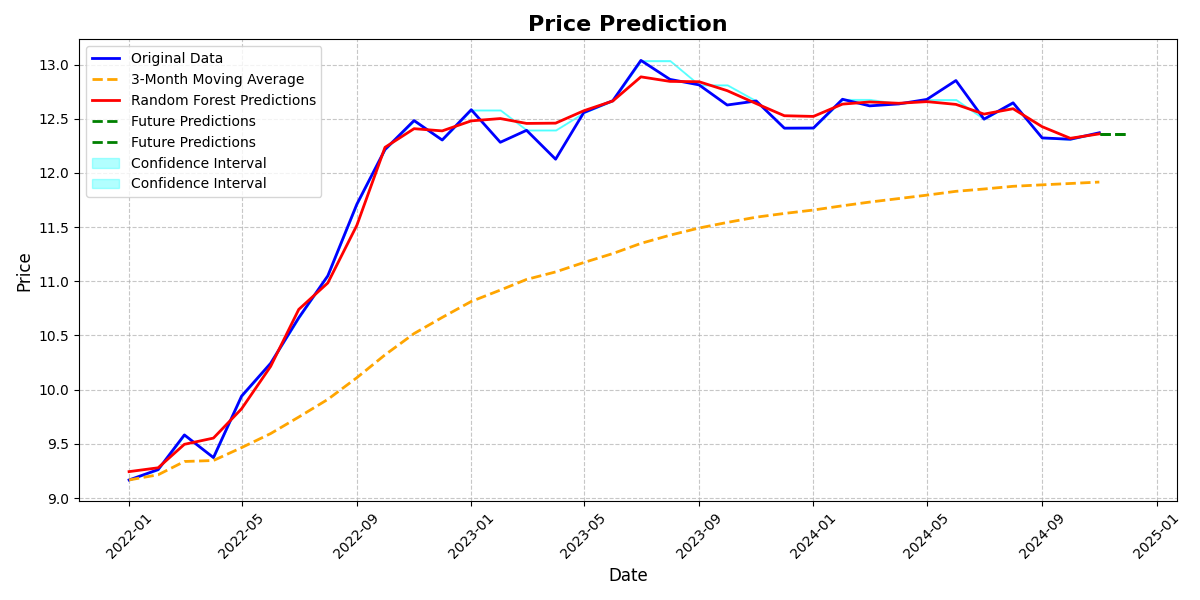 Price Prediction
Original Data
3-Month Moving Average
Random Forest Predictions
Future Predictions
Future Predictions
Confidence Interval
Confidence Interval
Price
13.0
12.5
12.0
11.5
11.0
10.5
10.0
9.5
9.0
2022-01
2022-05
2022-09
2023-01
2023-05
2023-09
2024-01
2024-05
2024-09
2025-01
Date